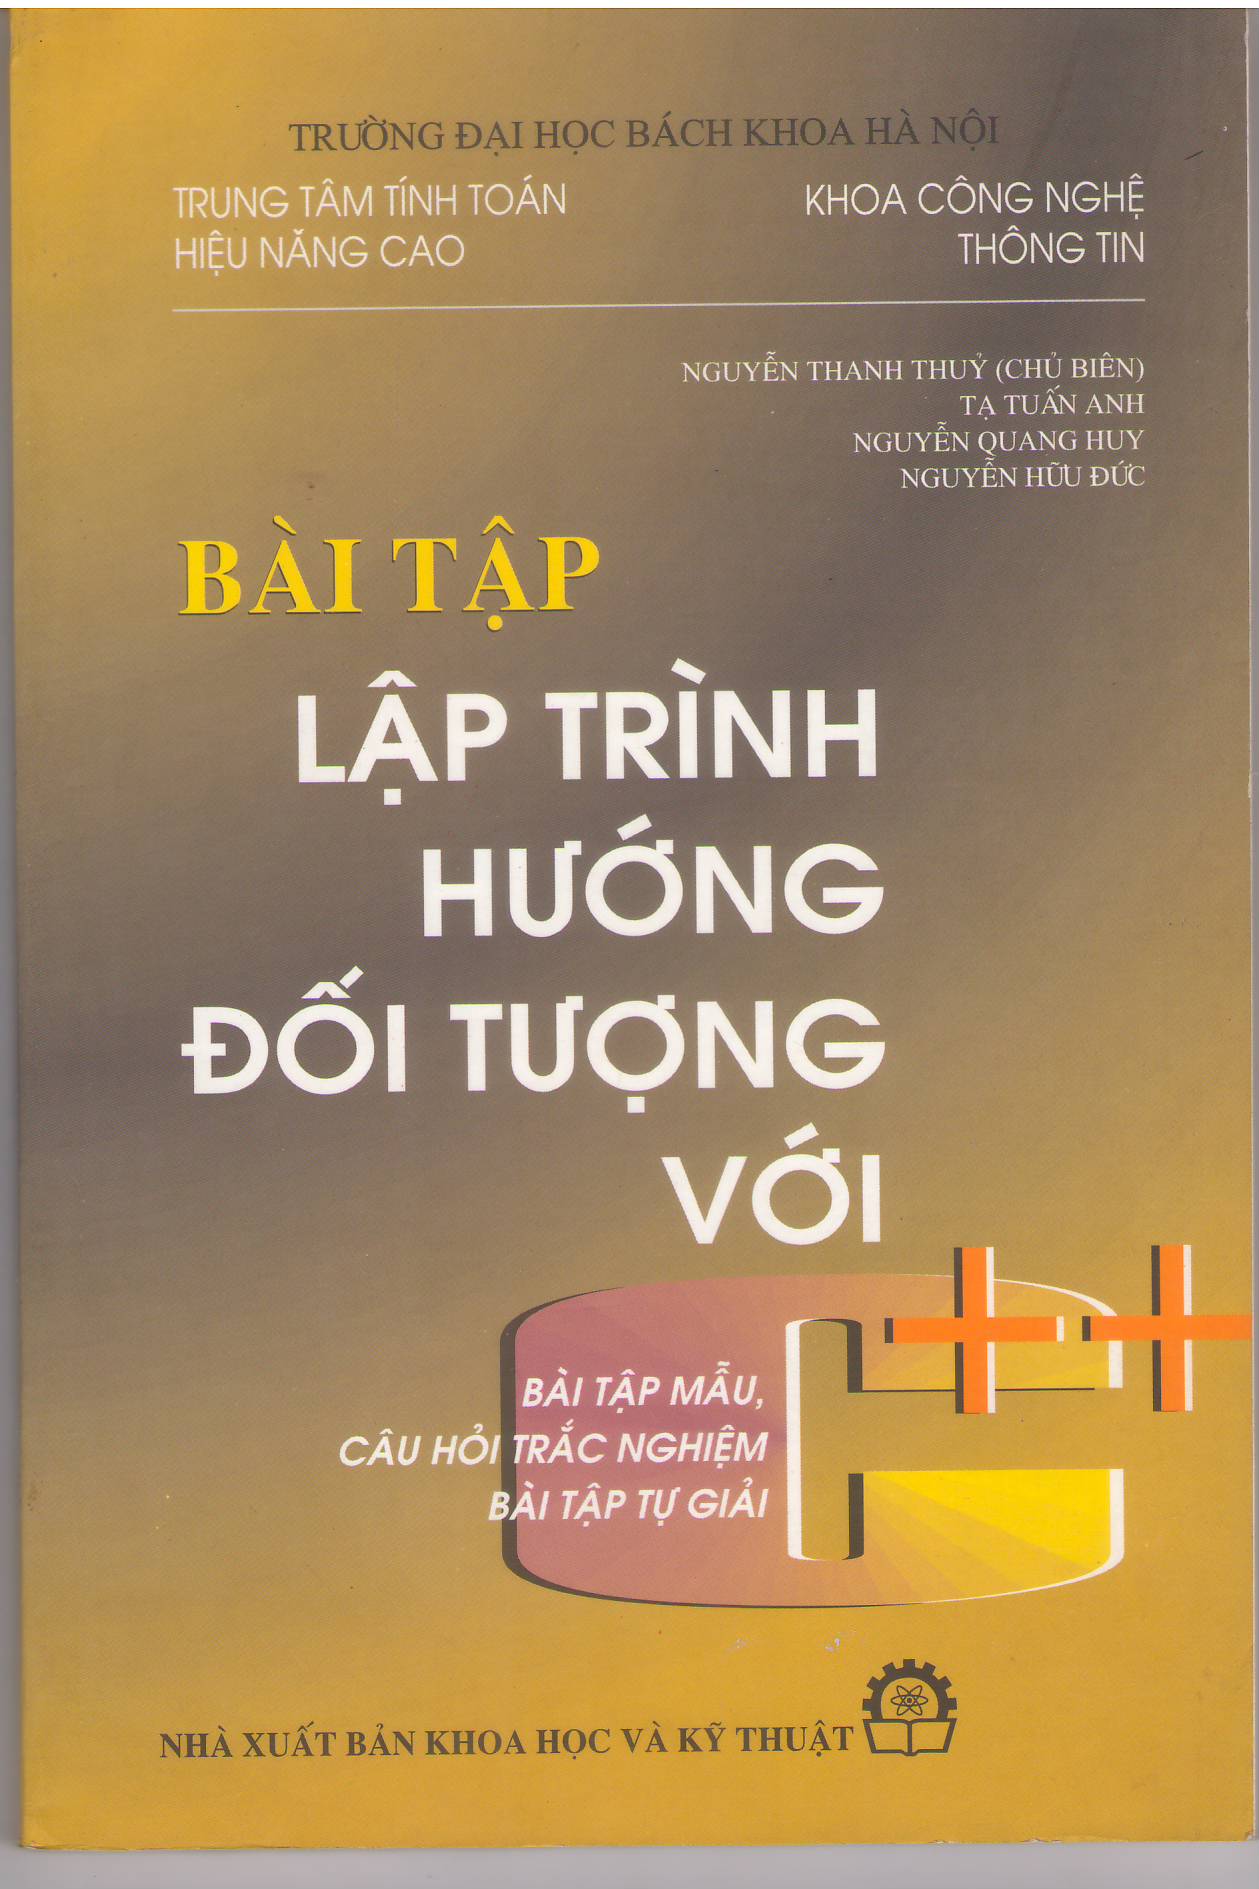 TRƯỜNG ĐẠI HỌC BÁCH KHOA HÀ NỘI
TRUNG TÂM TÍNH TOÁN
HIỆU NĂNG CAO
KHOA CÔNG NGHỆ
THÔNG TIN
NGUYỄN THANH THUỶ (CHỦ BIÊN)
TẠ TUẤN ANH
NGUYỄN QUANG HUY
NGUYỄN HỮU ĐỨC
BÀI TẬP
LẬP TRÌNH
HƯỚNG
ĐỐI TƯỢNG
VỚI
C++
BÀI TẬP MẪU,
CÂU HỎI TRẮC NGHIỆM
BÀI TẬP TỰ GIẢI
NHÀ XUẤT BẢN KHOA HỌC VÀ KỸ THUẬT